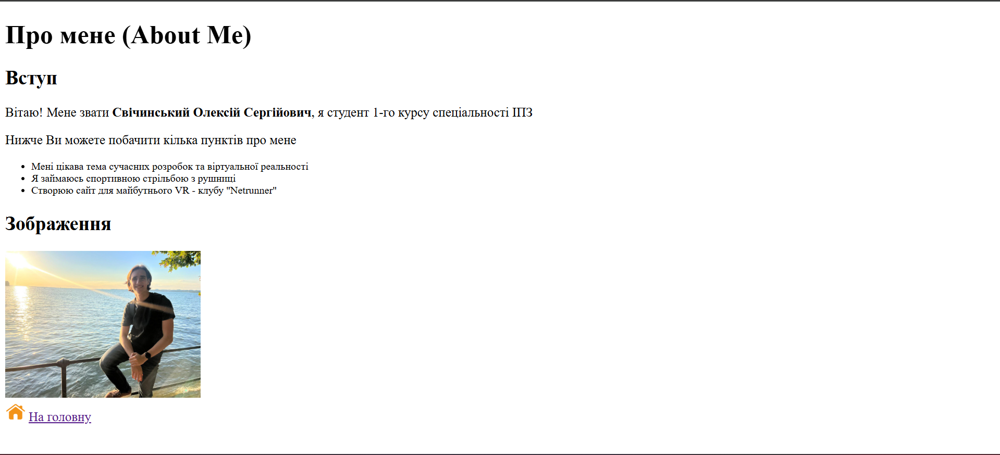 Про мене (About Me)
Вступ
Вітаю! Мене звати Свічинський Олексій Сергійович, я студент 1-го курсу спеціальності ІПЗ
Нижче Ви можете побачити кілька пунктів про мене
• Мені цікава тема сучасних розробок та віртуальної реальності
• Я займаюсь спортивною стрільбою з рушниці
• Створюю сайт для майбутнього VR - клубу "Netrunner"
Зображення
На головну